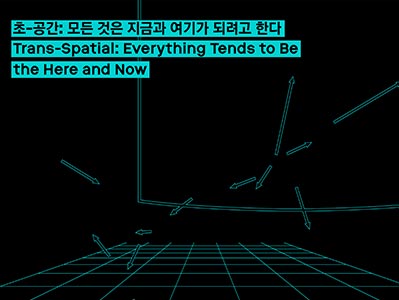 초-공간: 모든 것은 지금과 여기가 되려고 한다
Trans-Spatial: Everything Tends to Be
the Here and Now